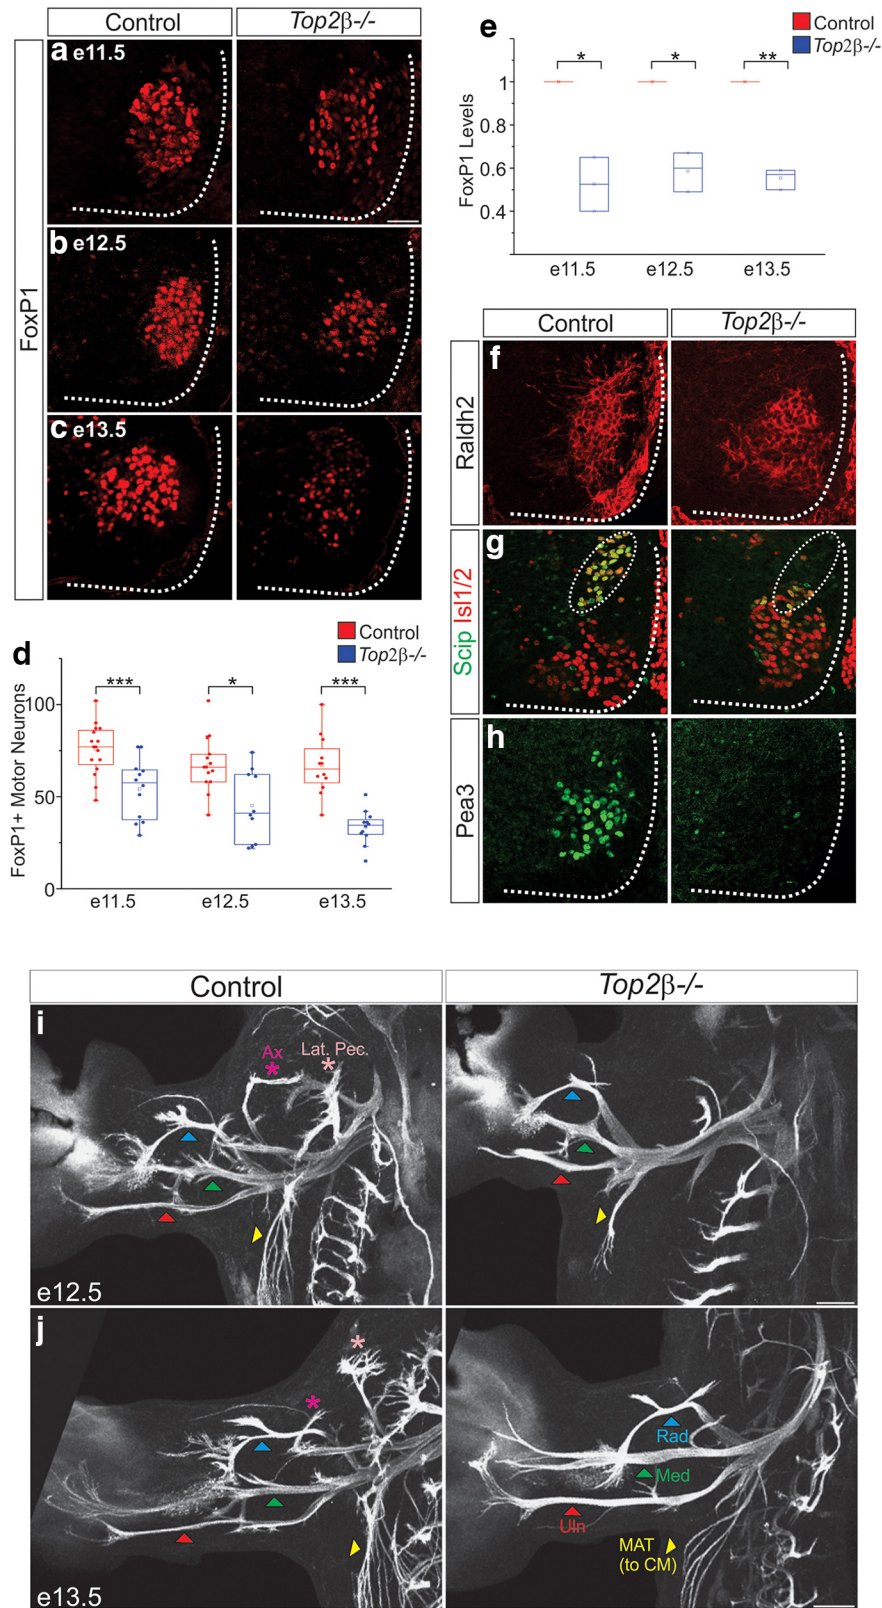 Control
Top2β-/-
FoxP1
a e11.5
b e12.5
c e13.5
d
Control
Top2β-/-
FoxP1+ Motor Neurons
100
50
0
***
*
***
e11.5
e12.5
e13.5
e
Control
Top2β-/-
FoxP1 Levels
1
0.8
0.6
0.4
*
*
**
e11.5
e12.5
e13.5
Control
Top2β-/-
f
Raldh2
g
Scip Isl1/2
h
Pea3
Control
Top2β-/-
i
Ax
*
Lat. Pec.
*
e12.5
j
*
*
e13.5
Rad
Med
Uln
MAT
(to CM)